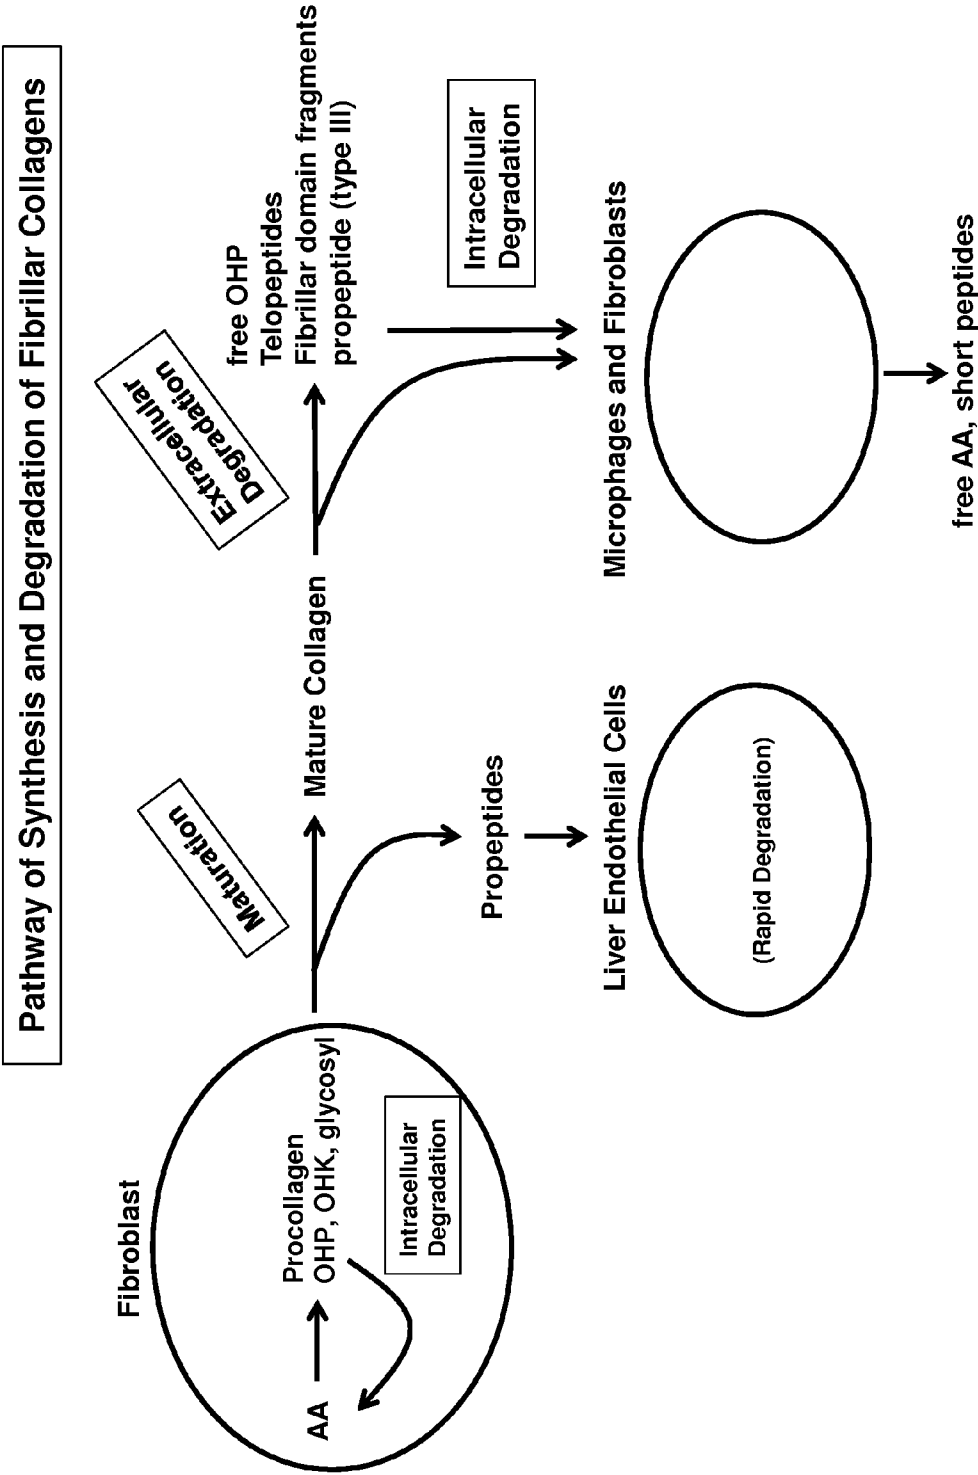 Pathway of Synthesis and Degradation of Fibrillar Collagens
Fibroblast
AA
Procollagen
OHP, OHK, glycosyl
Intracellular
Degradation
Maturation
Mature Collagen
Propeptides
Liver Endothelial Cells
(Rapid Degradation)
Extracellular
Degradation
free OHP
Telopeptides
Fibrillar domain fragments
propeptide (type III)
Intracellular
Degradation
Microphages and Fibroblasts
free AA, short peptides